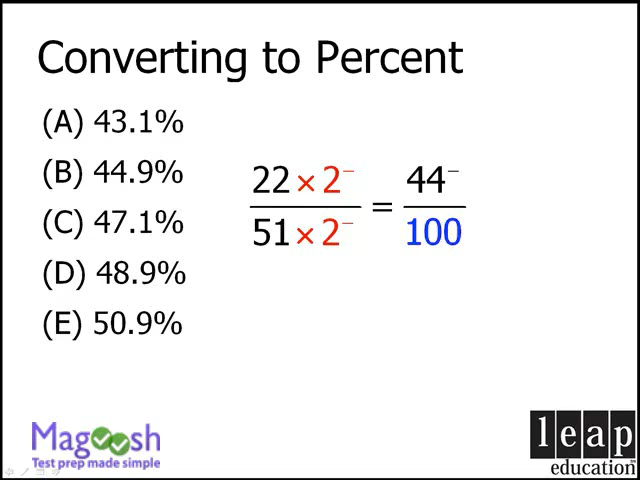 Converting to Percent
(A) 43.1%
(B) 44.9%
(C) 47.1%
(D) 48.9%
(E) 50.9%
22 × 2⁻ / 51 × 2⁻ = 44⁻ / 100
Magoosh
Test prep made simple
leap
education